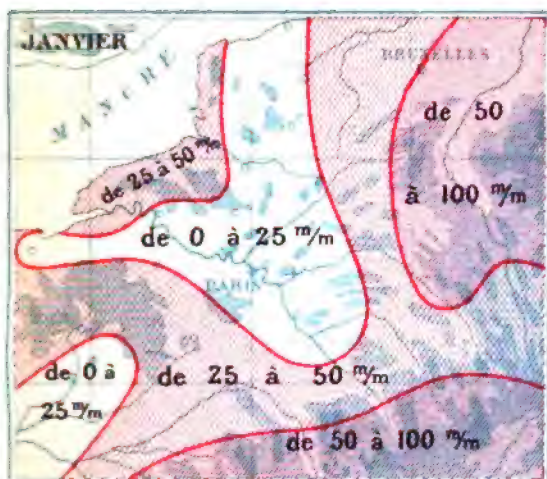 JANVIER
MANCHE
BRUXELLES
de 50
à 100 m/m
de 25 à 50 m/m
de 0 à 25 m/m
PARIS
de 0 à
25 m/m
de 25 à 50 m/m
de 50 à 100 m/m